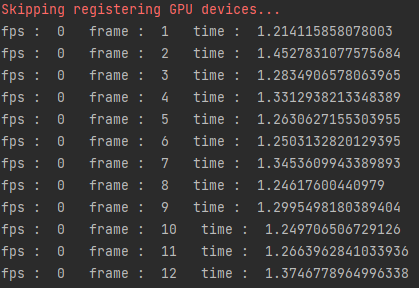 Skipping registering GPU devices...
fps :  0   frame :  1   time :  1.214115858078003
fps :  0   frame :  2   time :  1.4527831077575684
fps :  0   frame :  3   time :  1.2834906578063965
fps :  0   frame :  4   time :  1.3312938213348389
fps :  0   frame :  5   time :  1.2630627155303955
fps :  0   frame :  6   time :  1.2503132820129395
fps :  0   frame :  7   time :  1.3453609943389893
fps :  0   frame :  8   time :  1.24617600440979
fps :  0   frame :  9   time :  1.2995498180389404
fps :  0   frame :  10   time :  1.249706506729126
fps :  0   frame :  11   time :  1.2663962841033936
fps :  0   frame :  12   time :  1.3746778964996338